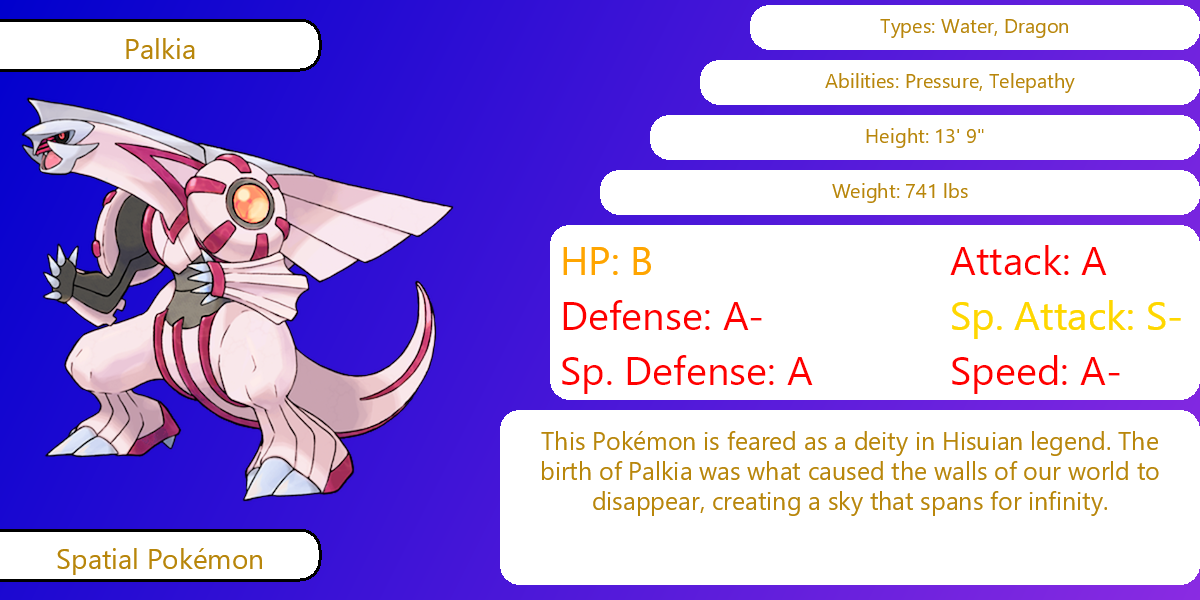 Palkia
Types: Water, Dragon
Abilities: Pressure, Telepathy
Height: 13' 9"
Weight: 741 lbs
HP: B
Attack: A
Defense: A-
Sp. Attack: S-
Sp. Defense: A
Speed: A-
This Pokémon is feared as a deity in Hisuian legend. The
birth of Palkia was what caused the walls of our world to
disappear, creating a sky that spans for infinity.
Spatial Pokémon